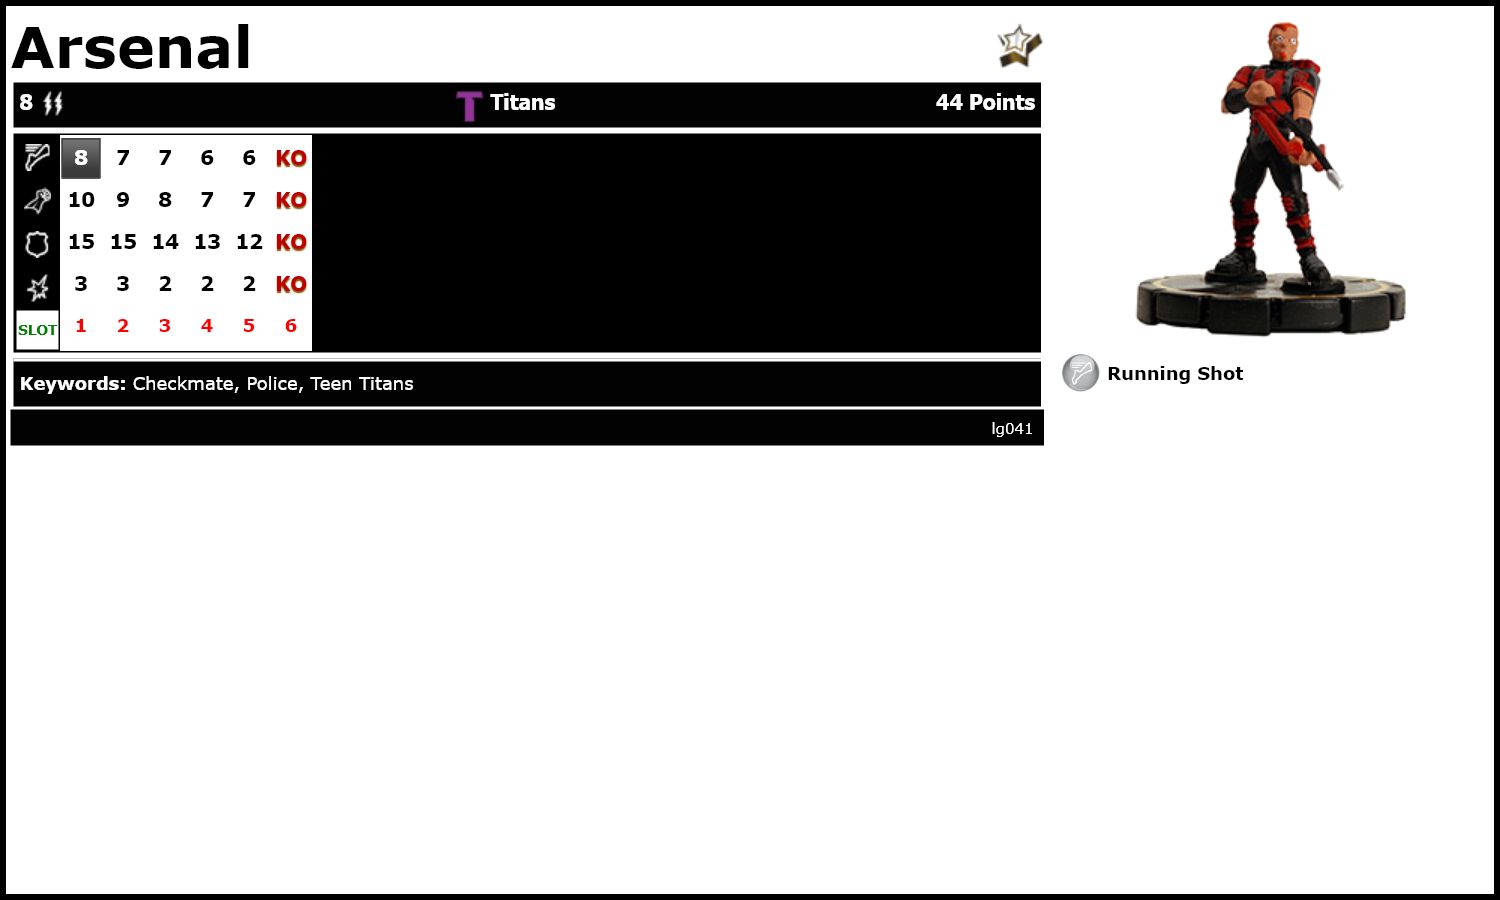 Arsenal
8 Titans 44 Points
8 7 7 6 6 KO
10 9 8 7 7 KO
15 15 14 13 12 KO
3 3 2 2 2 KO
SLOT 1 2 3 4 5 6
Keywords: Checkmate, Police, Teen Titans
lg041
Running Shot